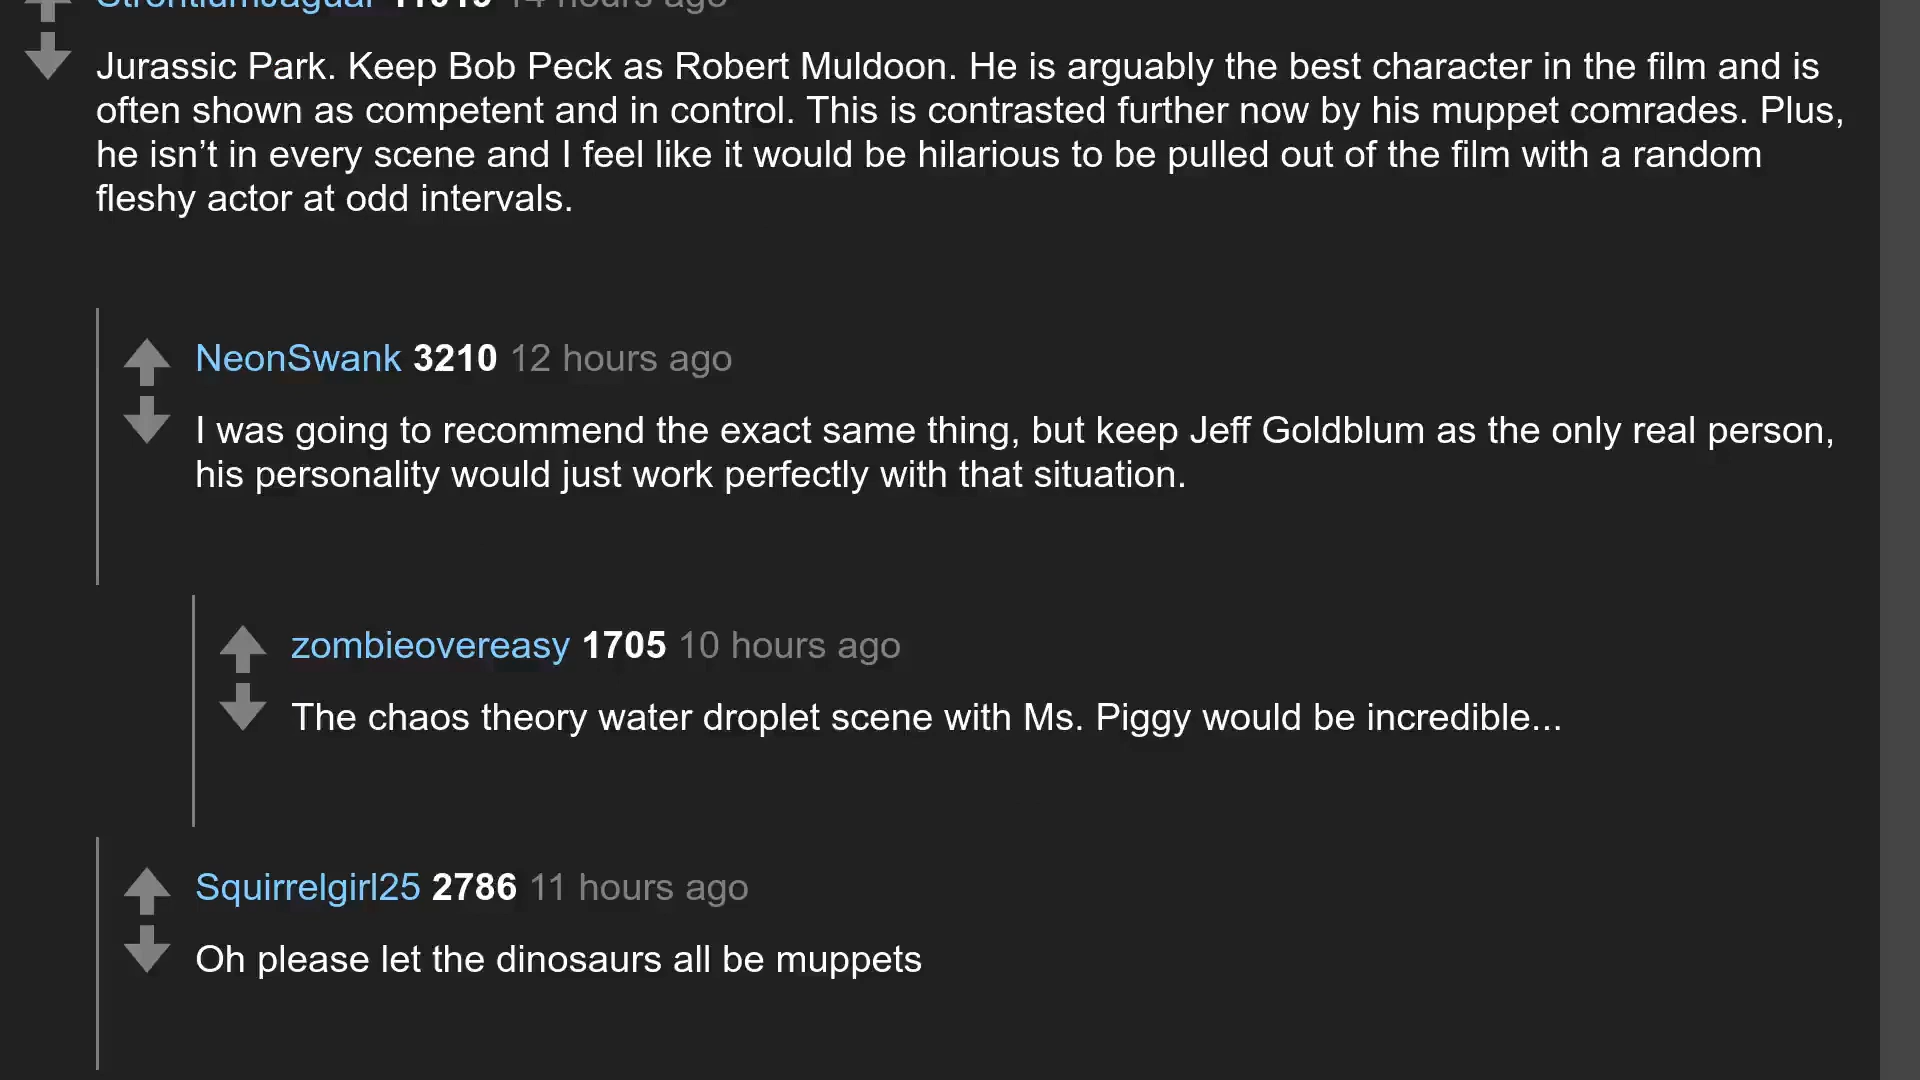 StrontiumJaguar 11019 14 hours ago
Jurassic Park. Keep Bob Peck as Robert Muldoon. He is arguably the best character in the film and is
often shown as competent and in control. This is contrasted further now by his muppet comrades. Plus,
he isn’t in every scene and I feel like it would be hilarious to be pulled out of the film with a random
fleshy actor at odd intervals.
NeonSwank 3210 12 hours ago
I was going to recommend the exact same thing, but keep Jeff Goldblum as the only real person,
his personality would just work perfectly with that situation.
zombieovereasy 1705 10 hours ago
The chaos theory water droplet scene with Ms. Piggy would be incredible...
Squirrelgirl25 2786 11 hours ago
Oh please let the dinosaurs all be muppets